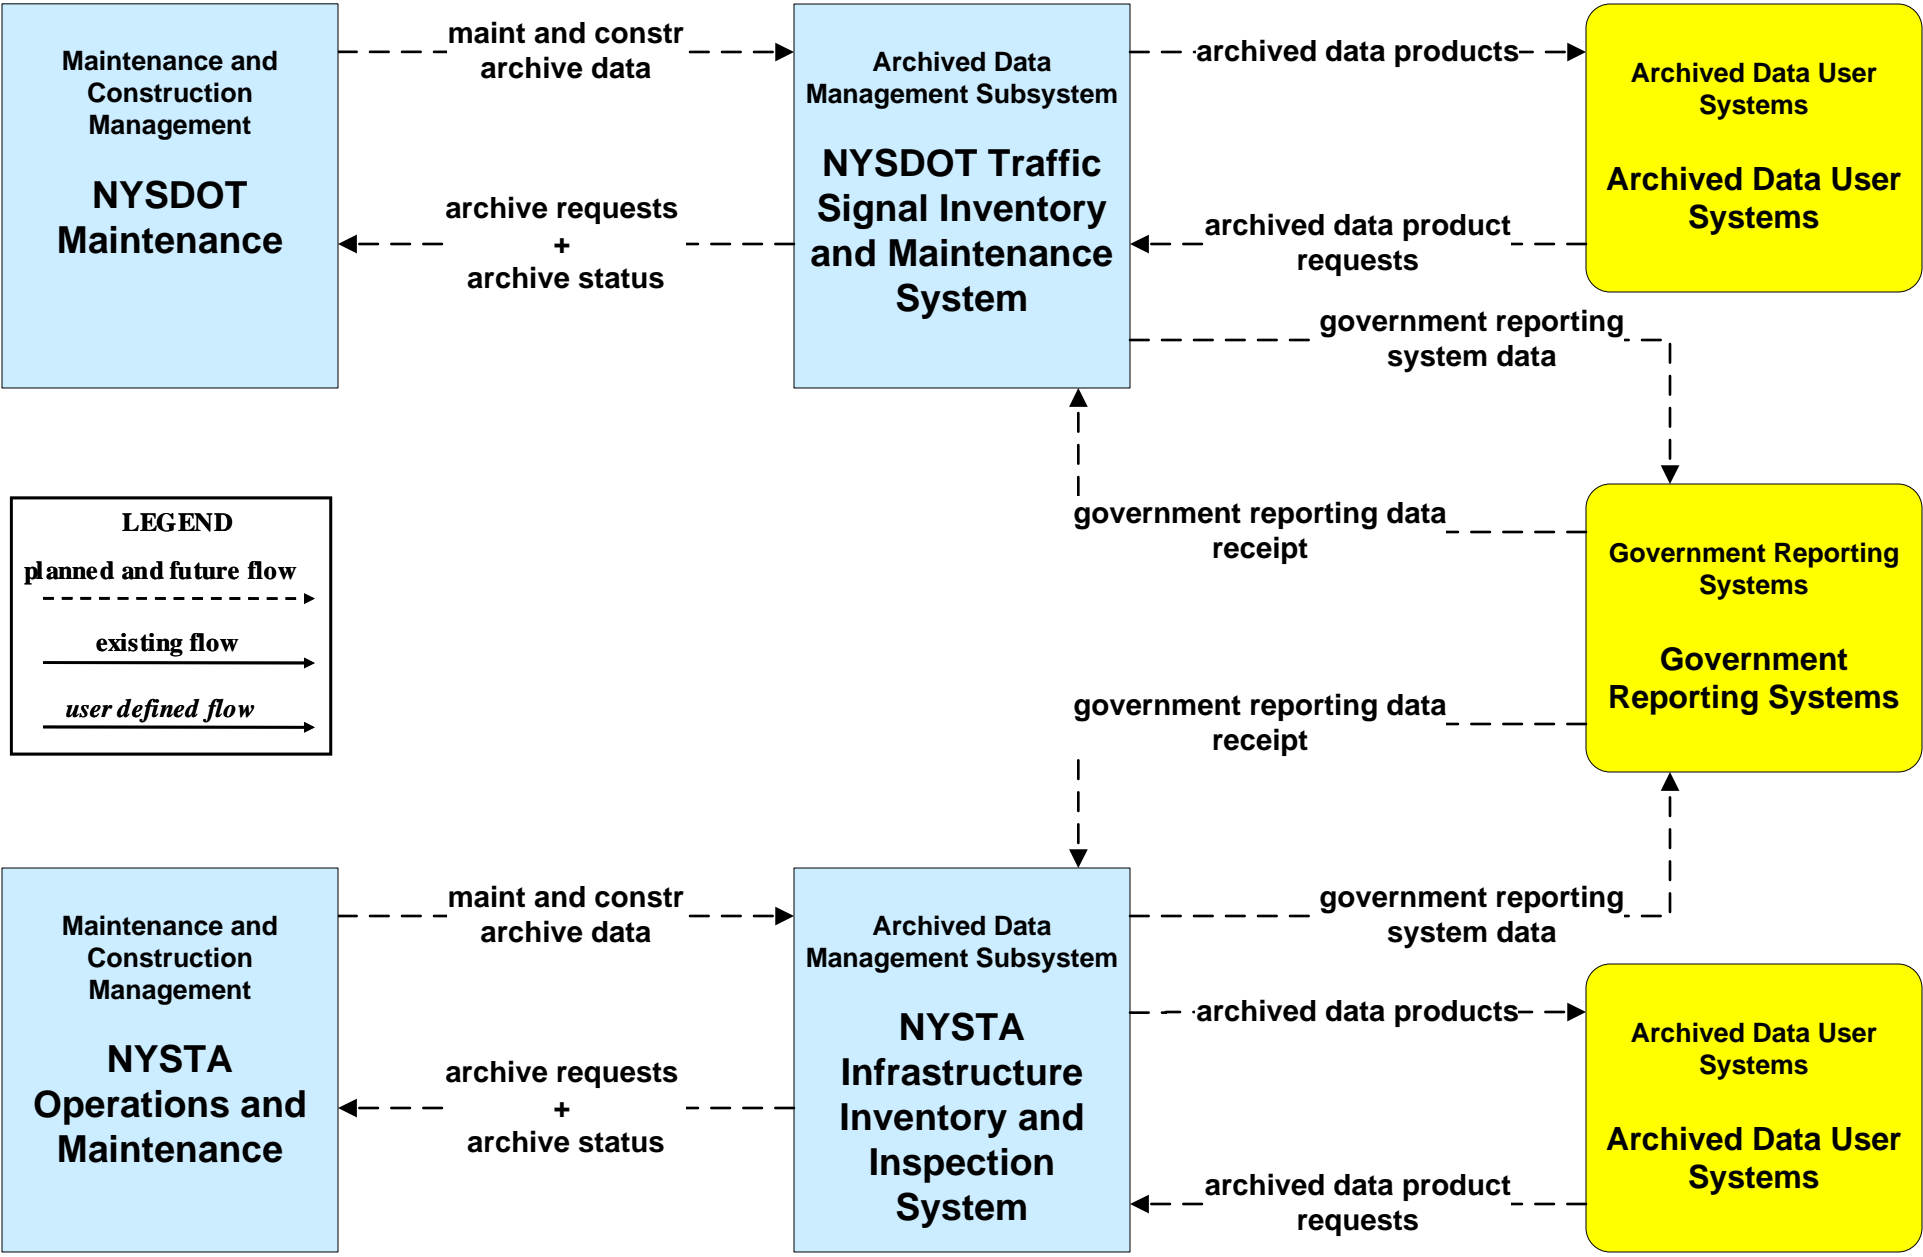 Maintenance and
Construction
Management
NYSDOT
Maintenance
maint and constr
archive data
archive requests
+
archive status
Archived Data
Management Subsystem
NYSDOT Traffic
Signal Inventory
and Maintenance
System
archived data products
archived data product
requests
Archived Data User
Systems
Archived Data User
Systems
government reporting
system data
government reporting data
receipt
LEGEND
planned and future flow
existing flow
user defined flow
Government Reporting
Systems
Government
Reporting Systems
government reporting data
receipt
Maintenance and
Construction
Management
NYSTA
Operations and
Maintenance
maint and constr
archive data
archive requests
+
archive status
Archived Data
Management Subsystem
NYSTA
Infrastructure
Inventory and
Inspection
System
government reporting
system data
archived data products
archived data product
requests
Archived Data User
Systems
Archived Data User
Systems